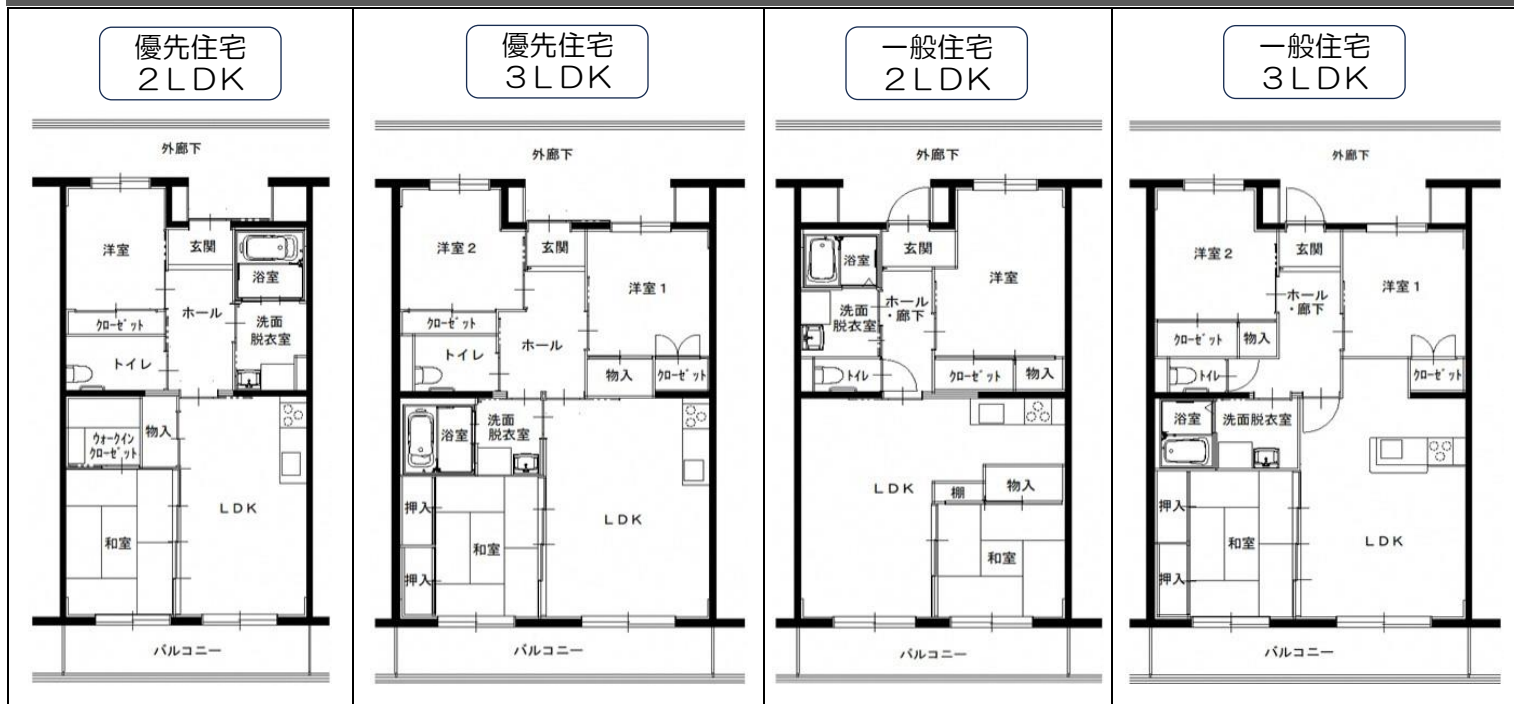 優先住宅
２ＬＤＫ
外廊下
洋室
玄関
浴室
ホール
洗面
脱衣室
クローゼット
トイレ
ウォークイン
クローゼット
物入
ＬＤＫ
和室
バルコニー
優先住宅
３ＬＤＫ
外廊下
洋室２
玄関
洋室１
クローゼット
ホール
トイレ
物入
クローゼット
浴室
洗面
脱衣室
押入
ＬＤＫ
和室
押入
バルコニー
一般住宅
２ＬＤＫ
外廊下
玄関
浴室
洋室
ホール
・廊下
洗面
脱衣室
トイレ
クローゼット
物入
ＬＤＫ
棚
物入
和室
バルコニー
一般住宅
３ＬＤＫ
外廊下
洋室２
玄関
洋室１
ホール
・廊下
クローゼット
物入
トイレ
クローゼット
浴室
洗面脱衣室
押入
和室
ＬＤＫ
押入
バルコニー